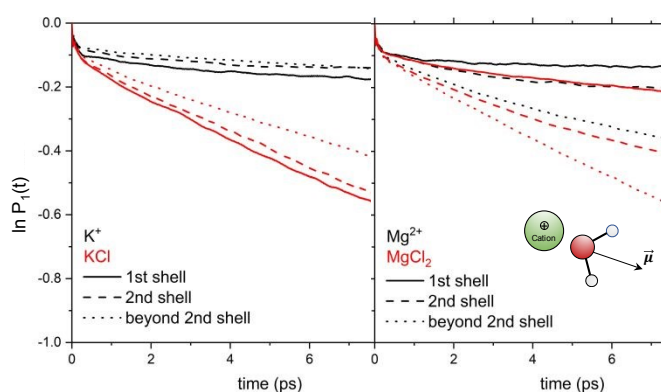 0.0
-0.2
-0.4
-0.6
-0.8
-1.0
ln P₁(t)
K⁺
KCl
1st shell
2nd shell
beyond 2nd shell
0 2 4 6
time (ps)
Mg²⁺
MgCl₂
1st shell
2nd shell
beyond 2nd shell
⊕
Cation
μ⃗
0 2 4 6
time (ps)